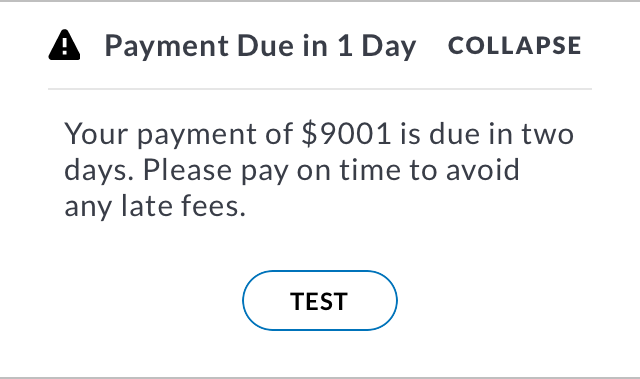 Payment Due in 1 Day COLLAPSE
Your payment of $9001 is due in two
days. Please pay on time to avoid
any late fees.
TEST